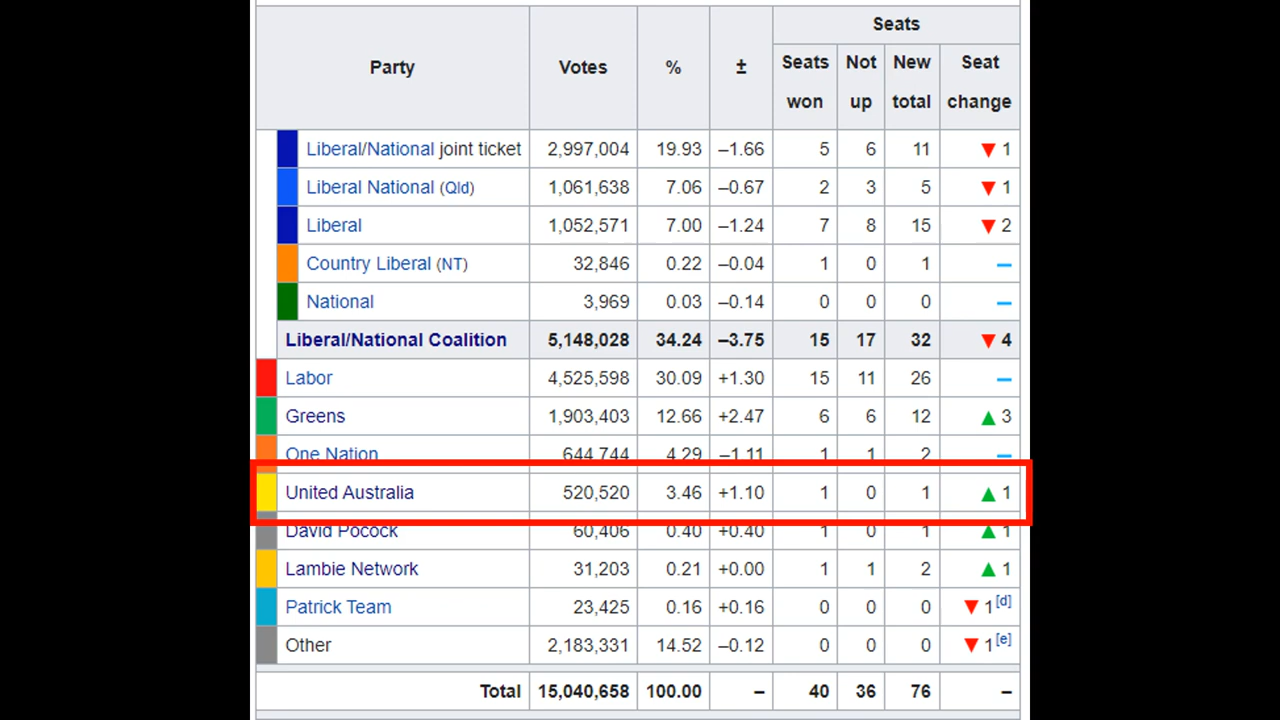 Party Votes % ± Seats
Seats won Not up New total Seat change
Liberal/National joint ticket 2,997,004 19.93 –1.66 5 6 11 ▼ 1
Liberal National (Qld) 1,061,638 7.06 –0.67 2 3 5 ▼ 1
Liberal 1,052,571 7.00 –1.24 7 8 15 ▼ 2
Country Liberal (NT) 32,846 0.22 –0.04 1 0 1 –
National 3,969 0.03 –0.14 0 0 0 –
Liberal/National Coalition 5,148,028 34.24 –3.75 15 17 32 ▼ 4
Labor 4,525,598 30.09 +1.30 15 11 26 –
Greens 1,903,403 12.66 +2.47 6 6 12 ▲ 3
One Nation 644,744 4.29 –1.11 1 1 2 –
United Australia 520,520 3.46 +1.10 1 0 1 ▲ 1
David Pocock 60,406 0.40 +0.40 1 0 1 ▲ 1
Lambie Network 31,203 0.21 +0.00 1 1 2 ▲ 1
Patrick Team 23,425 0.16 +0.16 0 0 0 ▼ 1[d]
Other 2,183,331 14.52 –0.12 0 0 0 ▼ 1[e]
Total 15,040,658 100.00 – 40 36 76 –